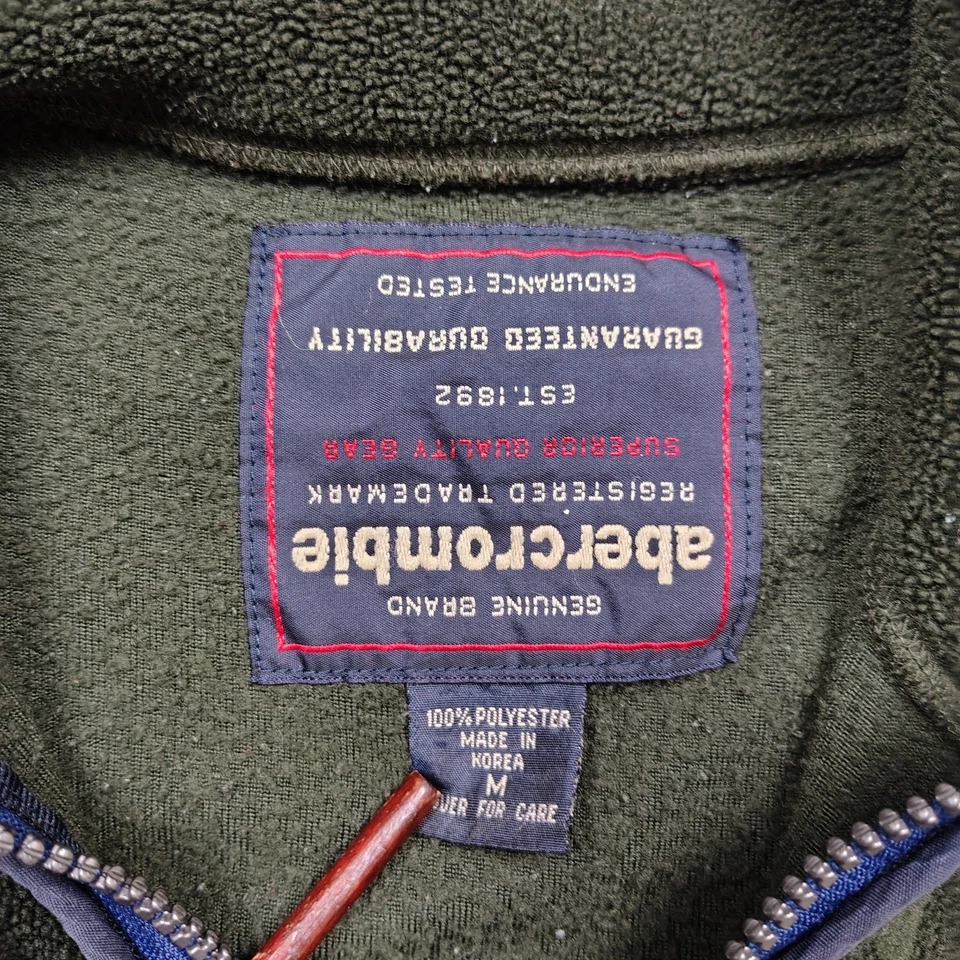 GENUINE BRAND
abercrombie
REGISTERED TRADEMARK
SUPERIOR QUALITY GEAR
EST.1892
GUARANTEED DURABILITY
ENDURANCE TESTED
100% POLYESTER
MADE IN
KOREA
M
FOR CARE